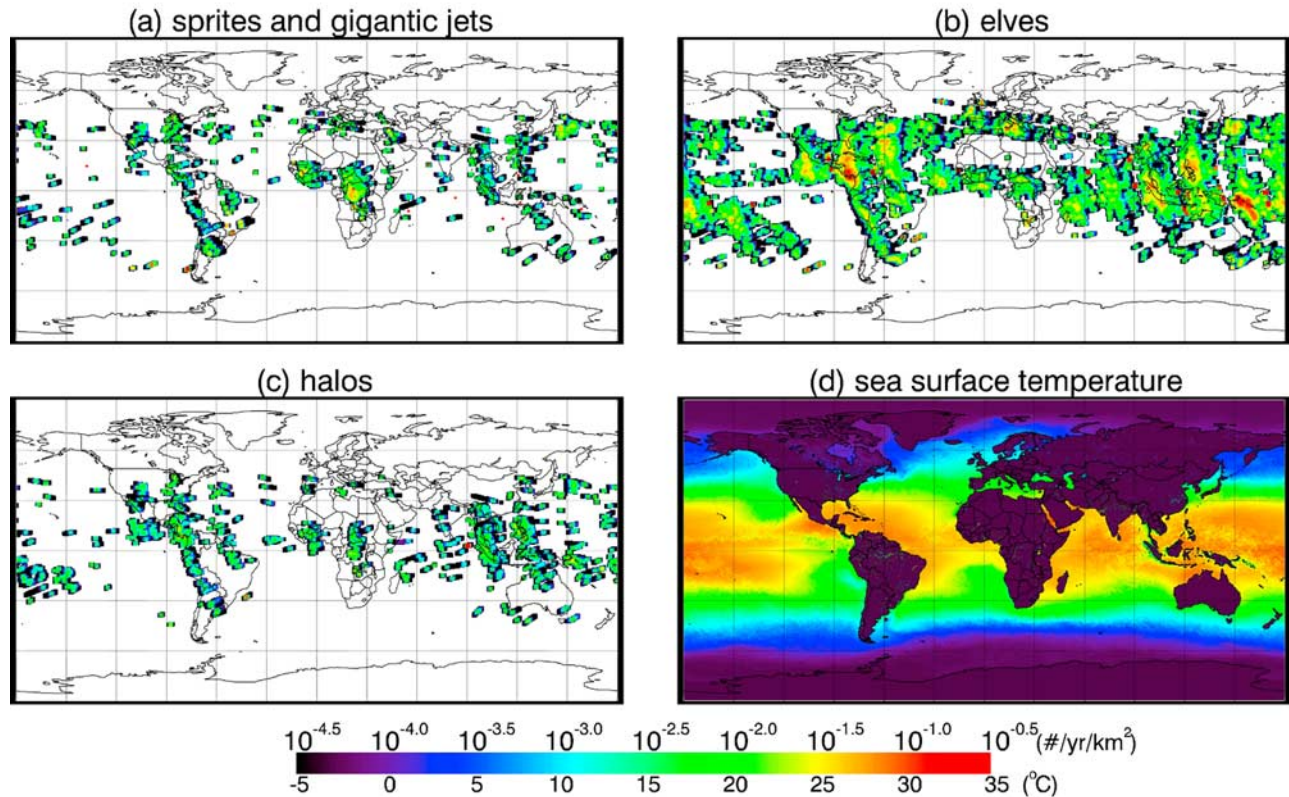 (a) sprites and gigantic jets
(b) elves
(c) halos
(d) sea surface temperature
10^-4.5 10^-4.0 10^-3.5 10^-3.0 10^-2.5 10^-2.0 10^-1.5 10^-1.0 10^-0.5 (#/yr/km²)
-5 0 5 10 15 20 25 30 35 (°C)